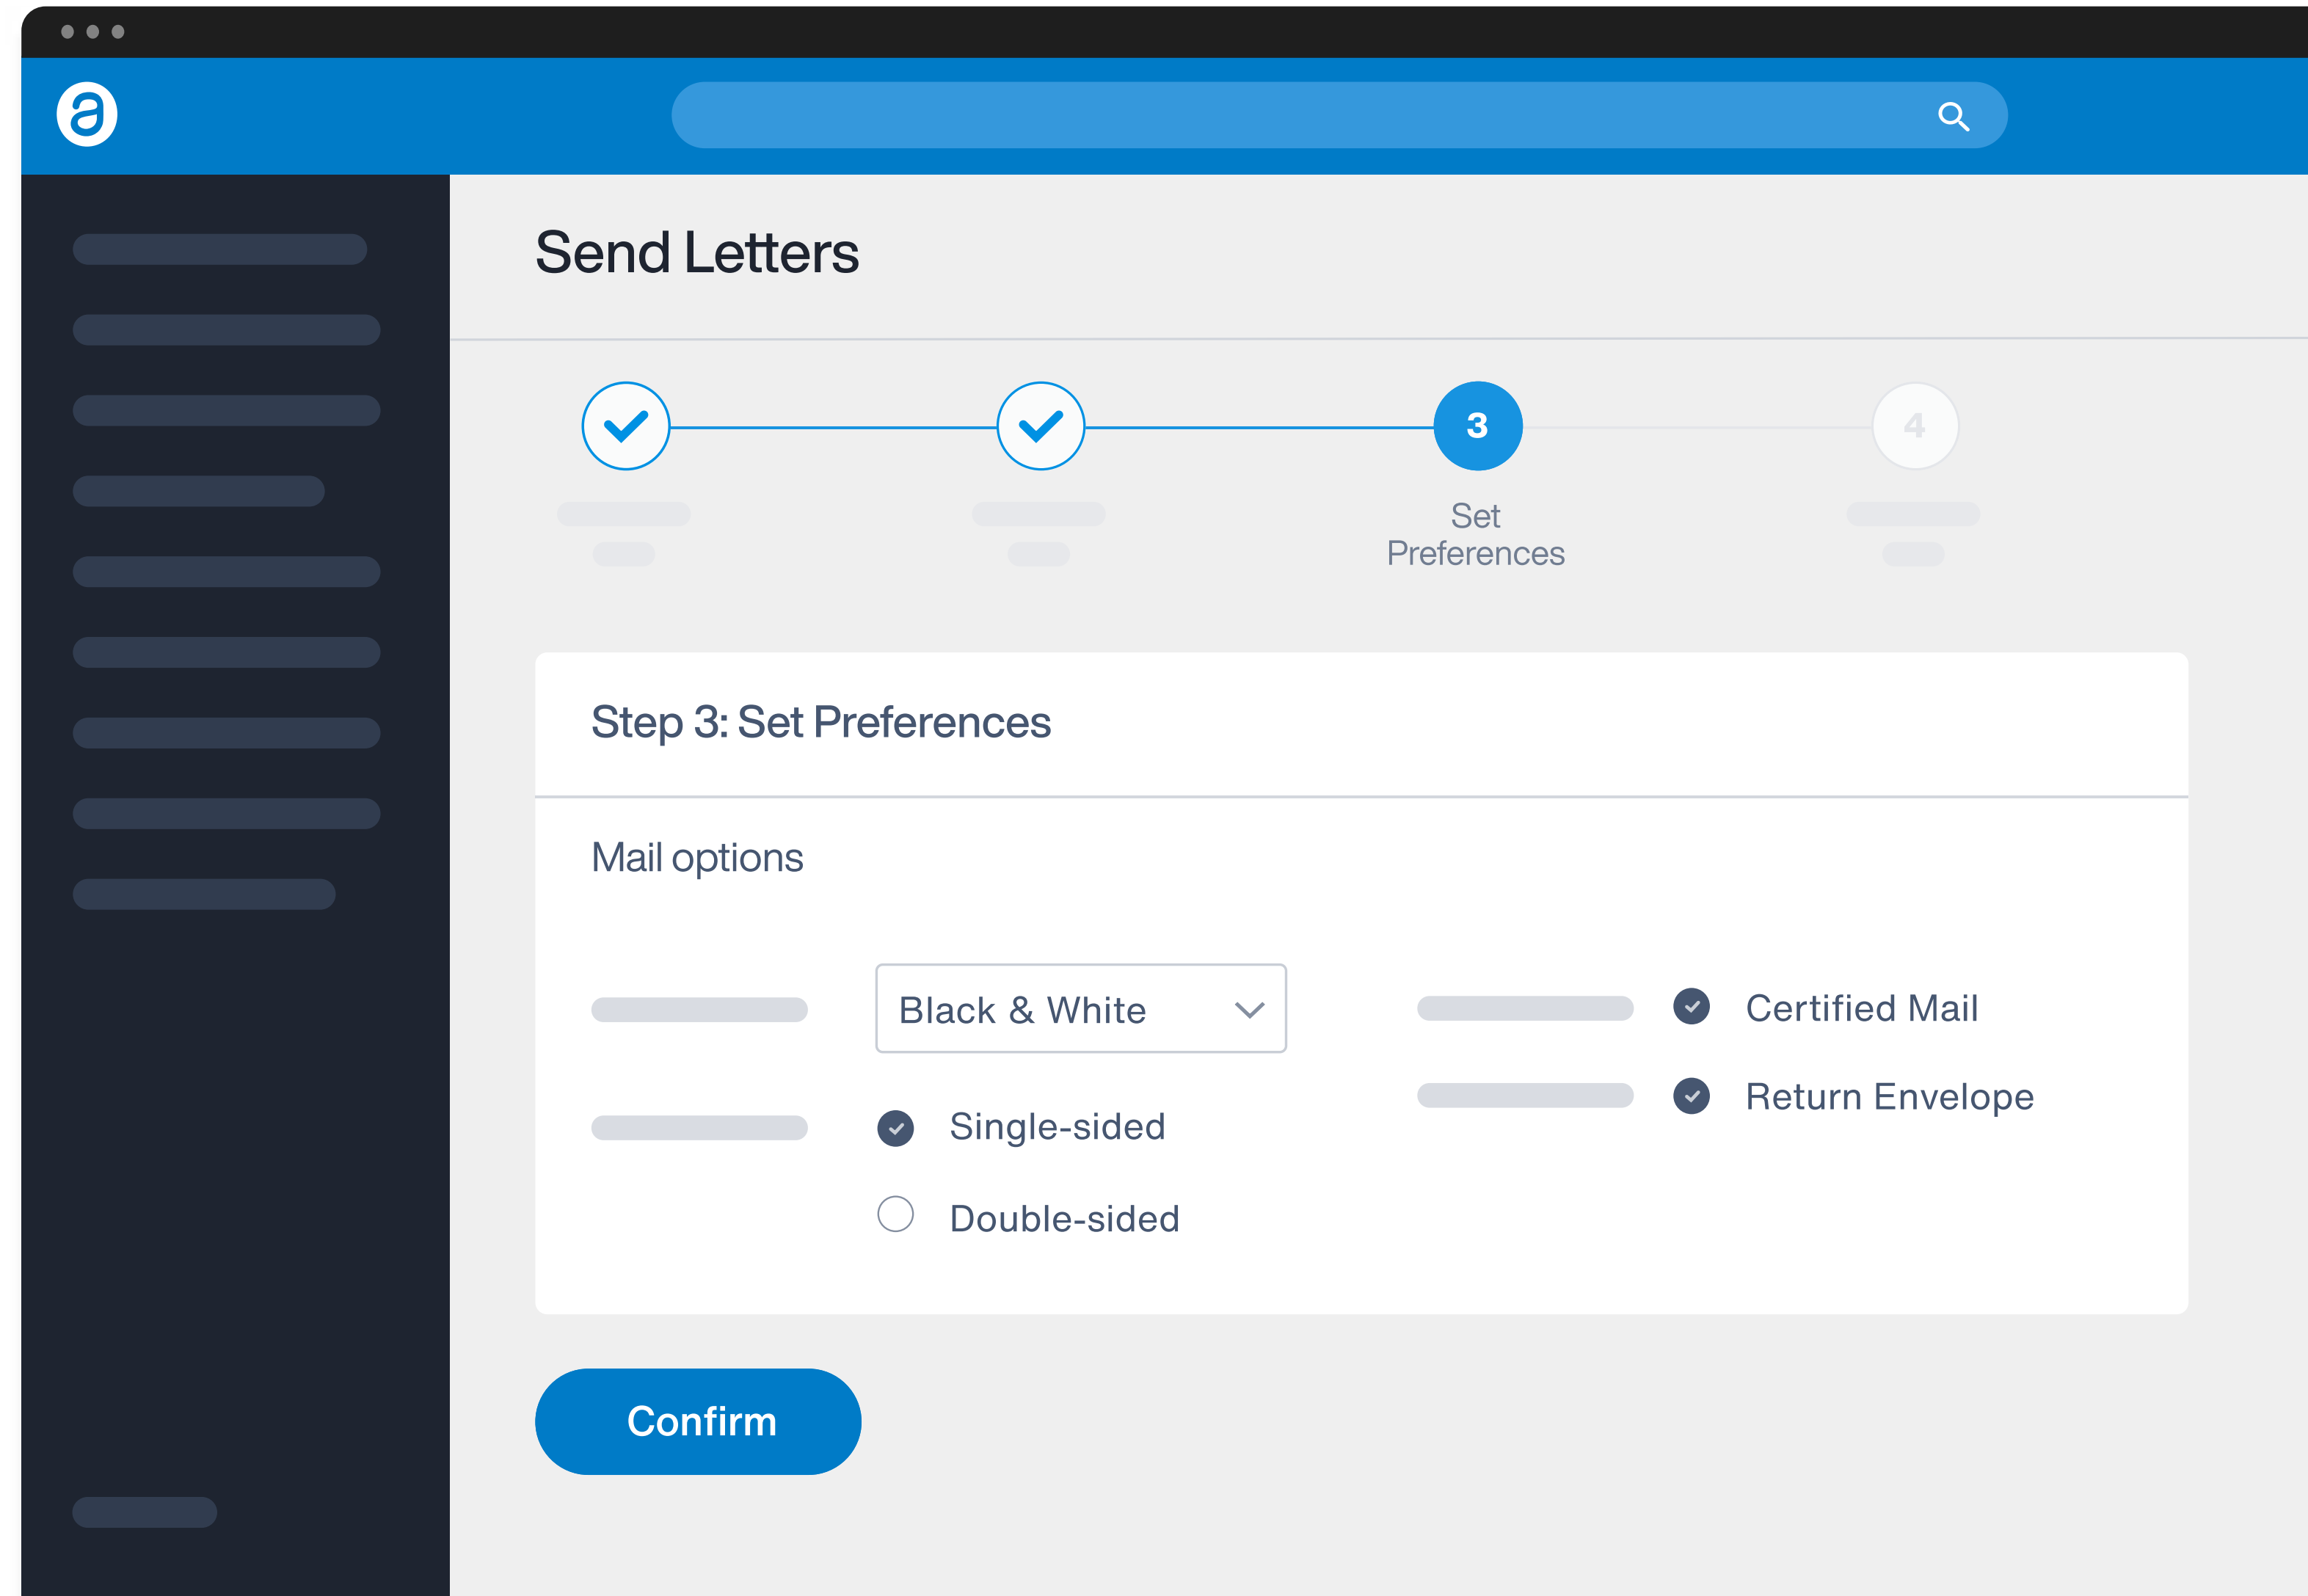 a
Send Letters
3
4
Set
Preferences
Step 3: Set Preferences
Mail options
Black & White
Certified Mail
Single-sided
Return Envelope
Double-sided
Confirm